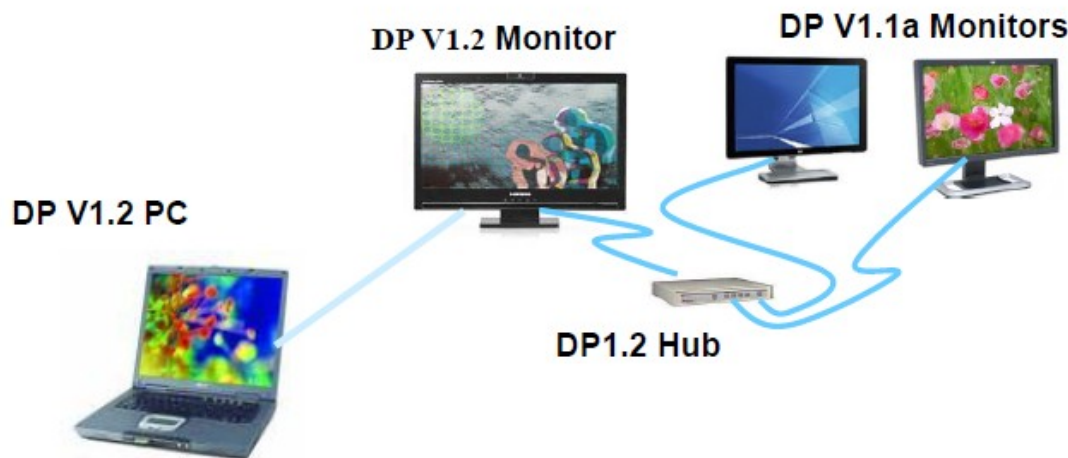 DP V1.2 Monitor
DP V1.1a Monitors
DP V1.2 PC
DP1.2 Hub